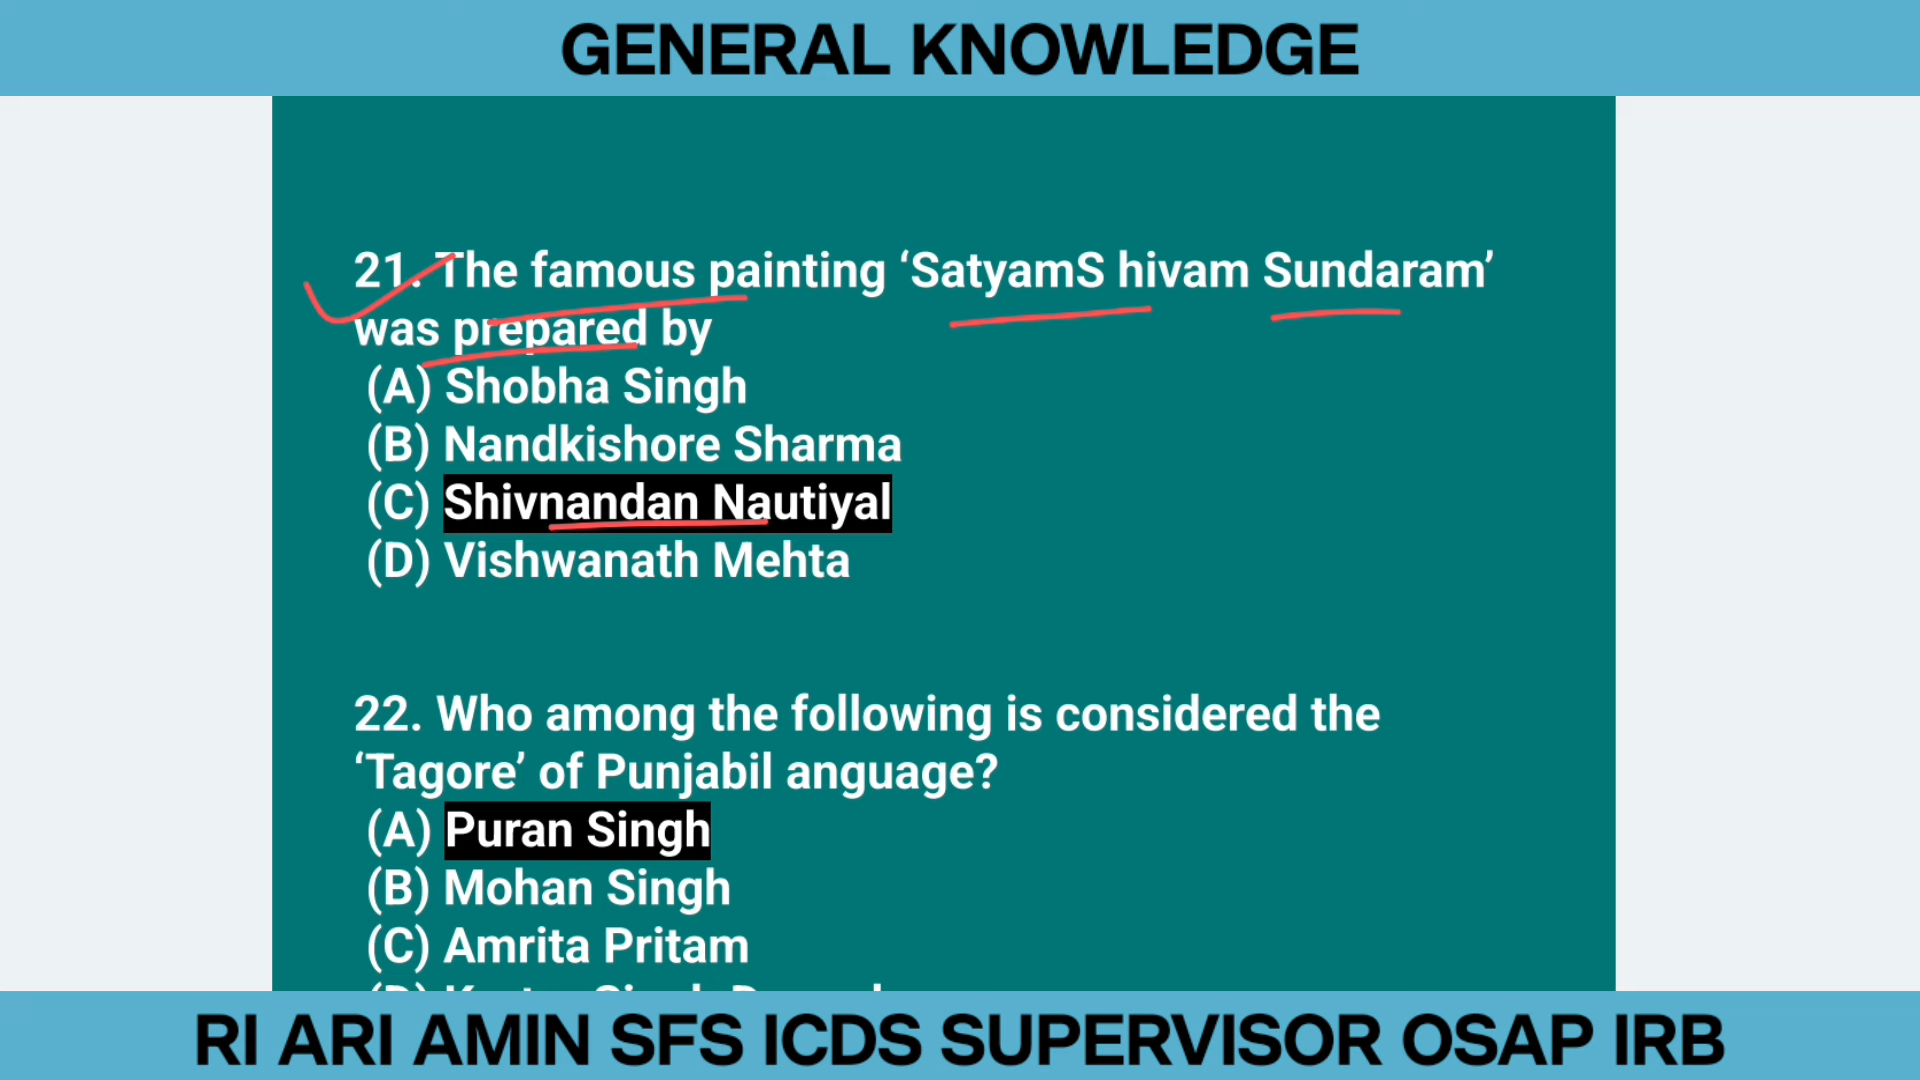 GENERAL KNOWLEDGE
21. The famous painting ‘SatyamS hivam Sundaram’
was prepared by
(A) Shobha Singh
(B) Nandkishore Sharma
(C) Shivnandan Nautiyal
(D) Vishwanath Mehta
22. Who among the following is considered the
‘Tagore’ of Punjabil anguage?
(A) Puran Singh
(B) Mohan Singh
(C) Amrita Pritam
RI ARI AMIN SFS ICDS SUPERVISOR OSAP IRB